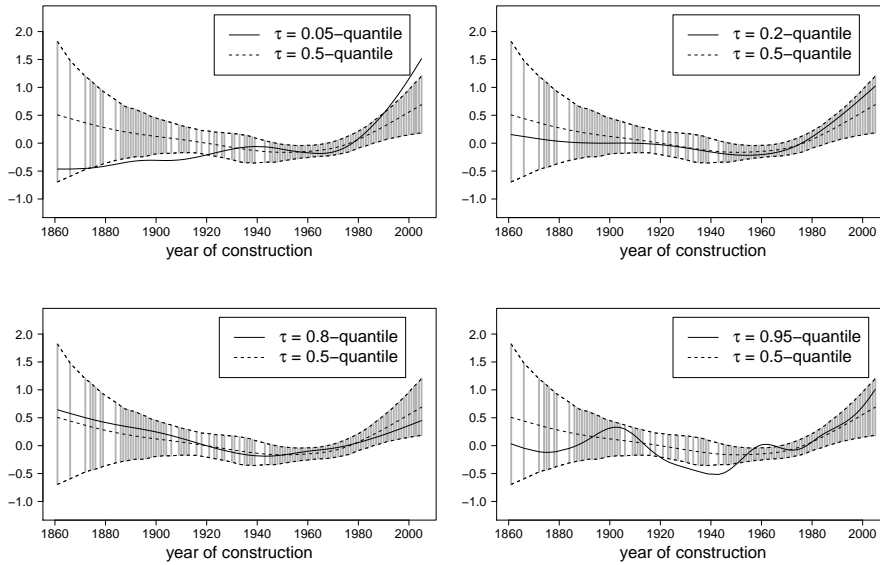 τ = 0.05−quantile
τ = 0.5−quantile
2.0
1.5
1.0
0.5
0.0
−0.5
−1.0
1860 1880 1900 1920 1940 1960 1980 2000
year of construction
τ = 0.2−quantile
τ = 0.5−quantile
2.0
1.5
1.0
0.5
0.0
−0.5
−1.0
1860 1880 1900 1920 1940 1960 1980 2000
year of construction
τ = 0.8−quantile
τ = 0.5−quantile
2.0
1.5
1.0
0.5
0.0
−0.5
−1.0
1860 1880 1900 1920 1940 1960 1980 2000
year of construction
τ = 0.95−quantile
τ = 0.5−quantile
2.0
1.5
1.0
0.5
0.0
−0.5
−1.0
1860 1880 1900 1920 1940 1960 1980 2000
year of construction